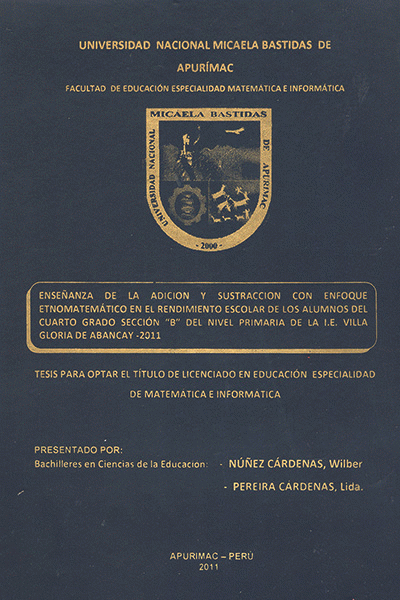 UNIVERSIDAD NACIONAL MICAELA BASTIDAS DE
APURÍMAC
FACULTAD DE EDUCACIÓN ESPECIALIDAD MATEMÁTICA E INFORMÁTICA
MICAELA BASTIDAS
UNIVERSIDAD NACIONAL
DE APURIMAC
- 2000 -
ENSEÑANZA DE LA ADICION Y SUSTRACCION CON ENFOQUE
ETNOMATEMÁTICO EN EL RENDIMIENTO ESCOLAR DE LOS ALUMNOS DEL
CUARTO GRADO SECCIÓN "B" DEL NIVEL PRIMARIA DE LA I.E. VILLA
GLORIA DE ABANCAY -2011
TESIS PARA OPTAR EL TÍTULO DE LICENCIADO EN EDUCACIÓN ESPECIALIDAD
DE MATEMÁTICA E INFORMÁTICA
PRESENTADO POR:
Bachilleres en Ciencias de la Educacion: - NÚÑEZ CÁRDENAS, Wilber
- PEREIRA CÁRDENAS, Lida.
APURIMAC – PERÚ
2011